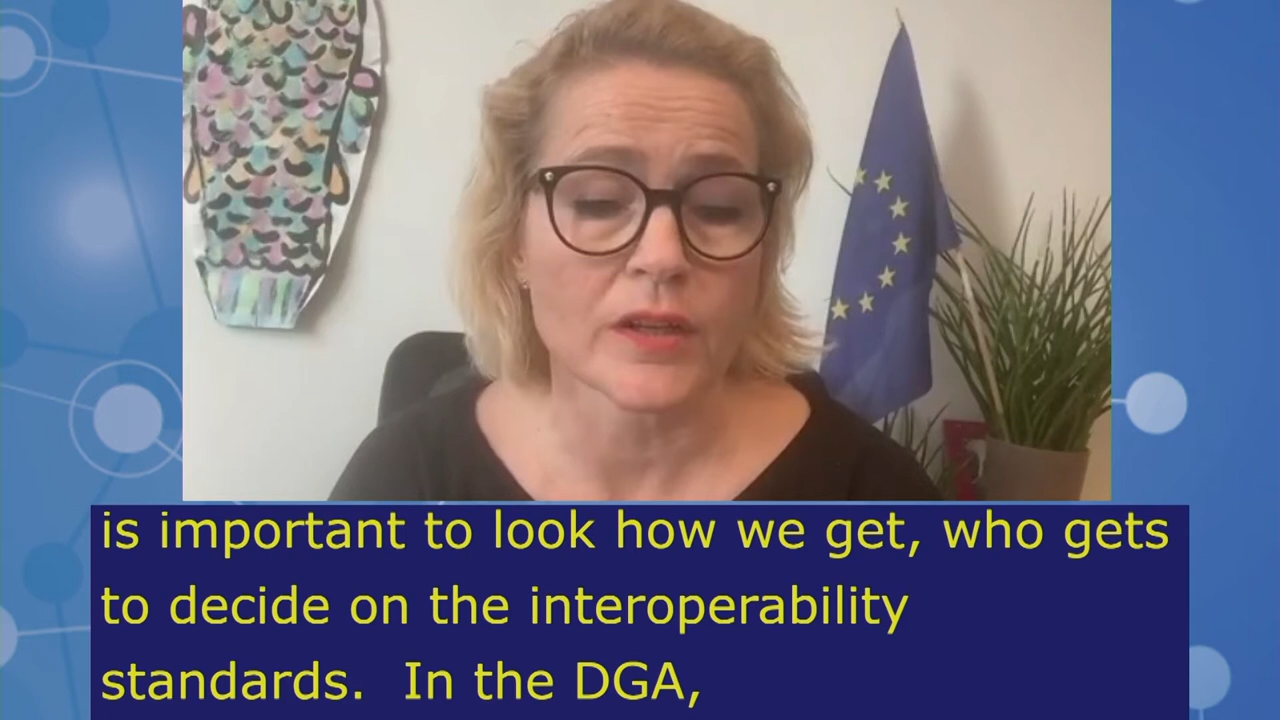 is important to look how we get, who gets
to decide on the interoperability
standards.  In the DGA,